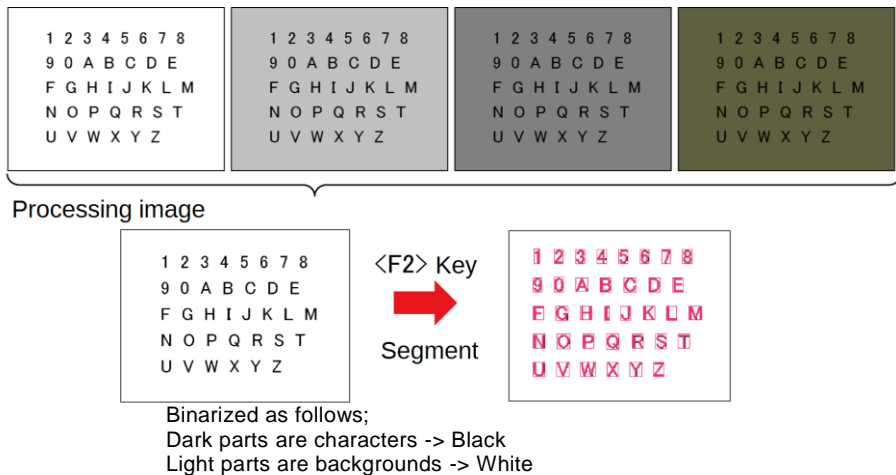 1 2 3 4 5 6 7 8
9 0 A B C D E
F G H I J K L M
N O P Q R S T
U V W X Y Z
1 2 3 4 5 6 7 8
9 0 A B C D E
F G H I J K L M
N O P Q R S T
U V W X Y Z
1 2 3 4 5 6 7 8
9 0 A B C D E
F G H I J K L M
N O P Q R S T
U V W X Y Z
1 2 3 4 5 6 7 8
9 0 A B C D E
F G H I J K L M
N O P Q R S T
U V W X Y Z
Processing image
1 2 3 4 5 6 7 8
9 0 A B C D E
F G H I J K L M
N O P Q R S T
U V W X Y Z
<F2> Key
Segment
1 2 3 4 5 6 7 8
9 0 A B C D E
F G H I J K L M
N O P Q R S T
U V W X Y Z
Binarized as follows;
Dark parts are characters -> Black
Light parts are backgrounds -> White